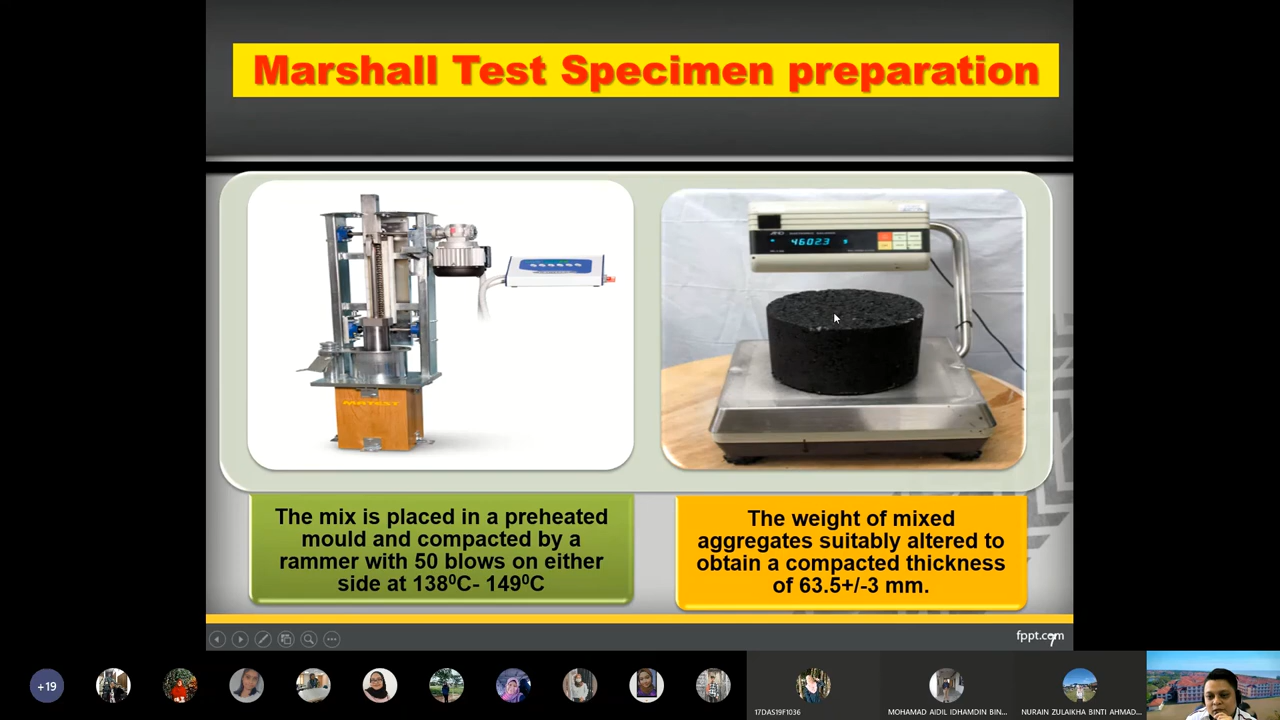 Marshall Test Specimen preparation
46023
MATEST
The mix is placed in a preheated
mould and compacted by a
rammer with 50 blows on either
side at 138⁰C- 149⁰C
The weight of mixed
aggregates suitably altered to
obtain a compacted thickness
of 63.5+/-3 mm.
fppt.com
7
+19
17DAS19F1036
MOHAMAD AIDIL IDHAMDIN BIN...
NURAIN ZULAIKHA BINTI AHMAD...